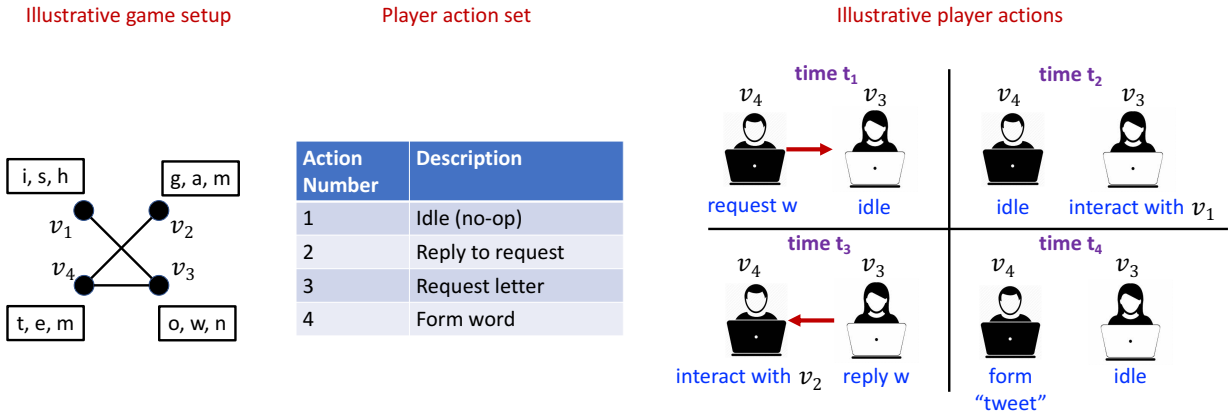 Illustrative game setup
Player action set
Illustrative player actions
i, s, h
g, a, m
v₁
v₂
v₄
v₃
t, e, m
o, w, n
Action Number Description
1 Idle (no-op)
2 Reply to request
3 Request letter
4 Form word
time t₁
v₄ v₃
request w idle
time t₂
v₄ v₃
idle interact with v₁
time t₃
v₄ v₃
interact with v₂ reply w
time t₄
v₄ v₃
form idle
“tweet”